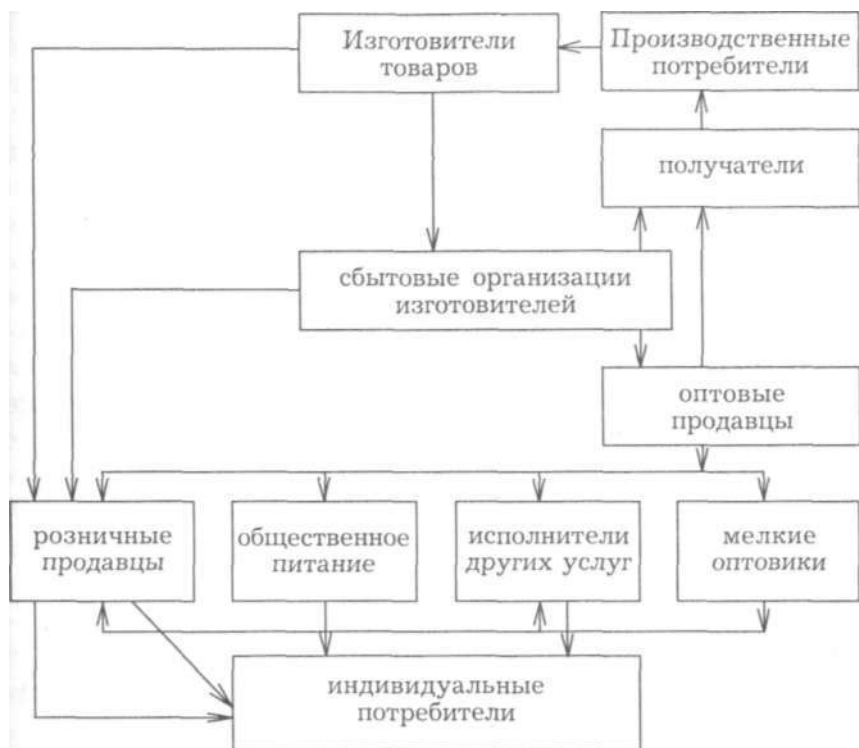 Изготовители
товаров
Производственные
потребители
получатели
сбытовые организации
изготовителей
оптовые
продавцы
розничные
продавцы
общественное
питание
исполнители
других услуг
мелкие
оптовики
индивидуальные
потребители